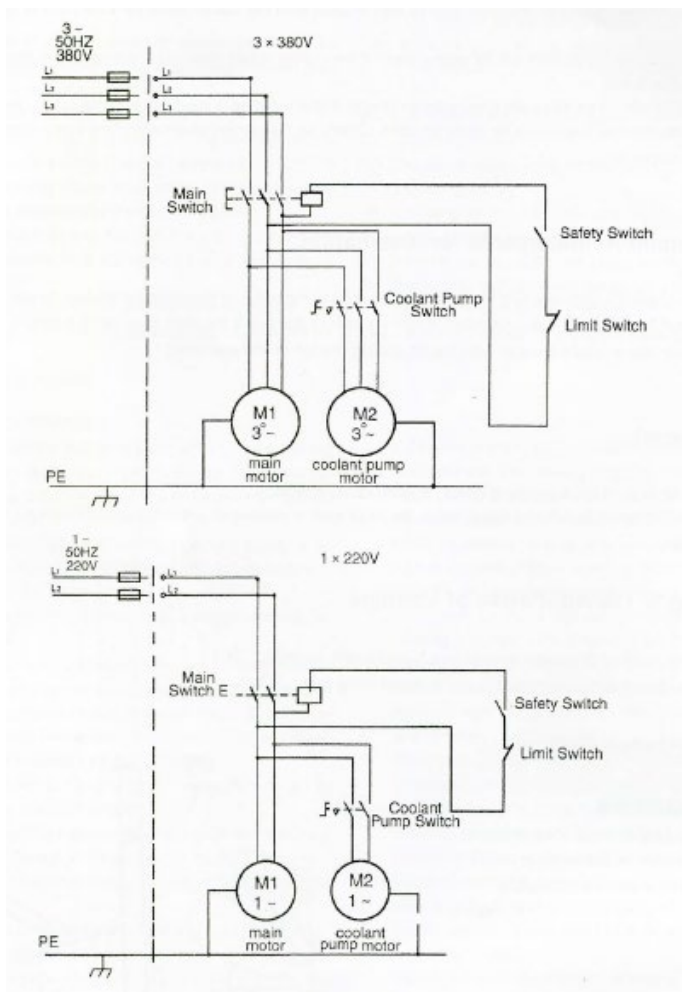 3~
50HZ
380V
3 × 380V
L₁ L₁
L₂ L₂
L₃ L₃
Main
Switch
Safety Switch
Coolant Pump
Switch
Limit Switch
M1
3~
M2
3~
main
motor
coolant pump
motor
PE
1~
50HZ
220V
1 × 220V
L₁ L₁
L₂ L₂
Main
Switch E
Safety Switch
Limit Switch
Coolant
Pump Switch
M1
1~
M2
1~
main
motor
coolant
pump motor
PE